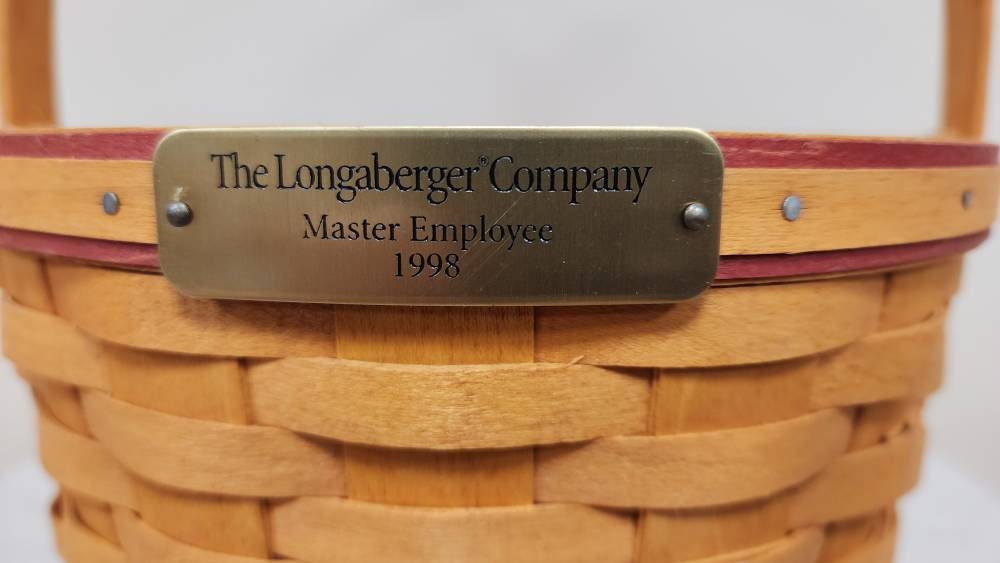 The Longaberger® Company
Master Employee
1998